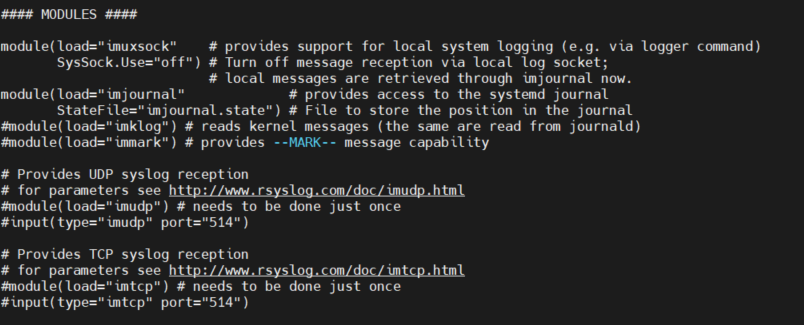 #### MODULES ####
module(load="imuxsock"    # provides support for local system logging (e.g. via logger command)
       SysSock.Use="off") # Turn off message reception via local log socket;
                          # local messages are retrieved through imjournal now.
module(load="imjournal"             # provides access to the systemd journal
       StateFile="imjournal.state") # File to store the position in the journal
#module(load="imklog") # reads kernel messages (the same are read from journald)
#module(load="immark") # provides --MARK-- message capability
# Provides UDP syslog reception
# for parameters see http://www.rsyslog.com/doc/imudp.html
#module(load="imudp") # needs to be done just once
#input(type="imudp" port="514")
# Provides TCP syslog reception
# for parameters see http://www.rsyslog.com/doc/imtcp.html
#module(load="imtcp") # needs to be done just once
#input(type="imtcp" port="514")